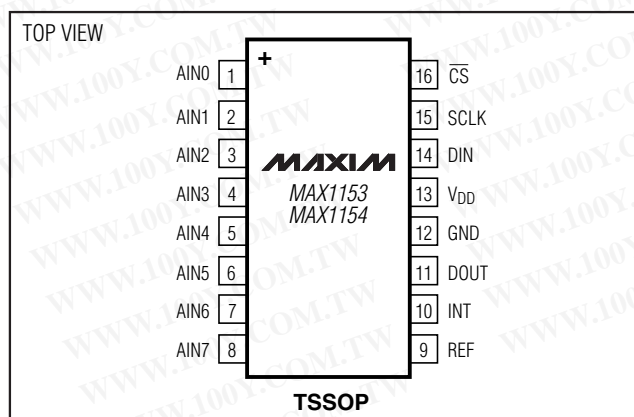 TOP VIEW
+
AIN0 1
AIN1 2
AIN2 3
AIN3 4
AIN4 5
AIN5 6
AIN6 7
AIN7 8
MAXIM
MAX1153
MAX1154
16 C̅S̅
15 SCLK
14 DIN
13 VDD
12 GND
11 DOUT
10 INT
9 REF
TSSOP
WWW.100Y.COM.TW